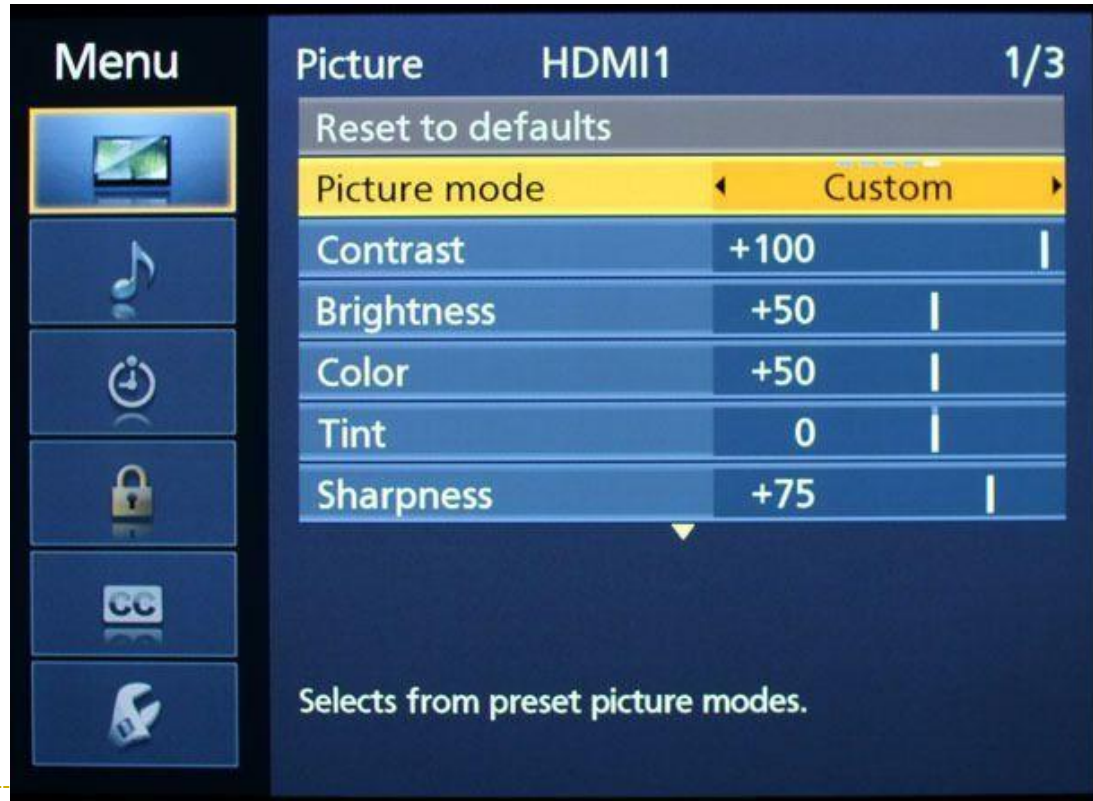 Menu
Picture HDMI1 1/3
Reset to defaults
Picture mode Custom
Contrast +100
Brightness +50
Color +50
Tint 0
Sharpness +75
CC
Selects from preset picture modes.